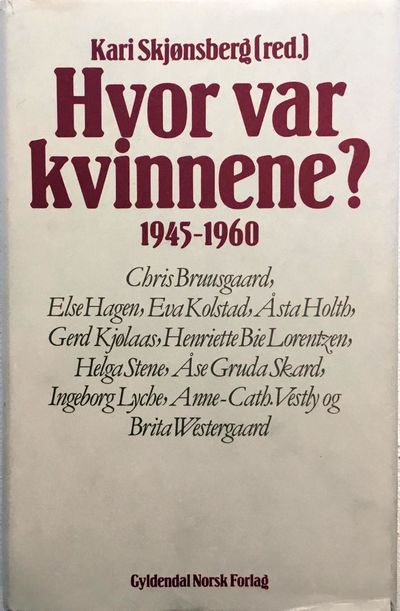 Kari Skjønsberg (red.)
Hvor var
kvinnene?
1945-1960
Chris Bruusgaard,
Else Hagen, Eva Kolstad, Åsta Holth,
Gerd Kjølaas, Henriette Bie Lorentzen,
Helga Stene, Åse Gruda Skard,
Ingeborg Lyche, Anne-Cath. Vestly og
Brita Westergaard
Gyldendal Norsk Forlag